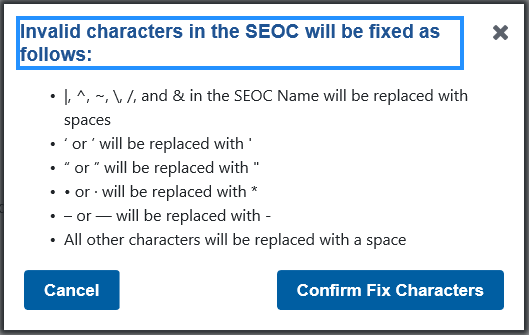 Invalid characters in the SEOC will be fixed as
follows:
• |, ^, ~, \, /, and & in the SEOC Name will be replaced with
spaces
• ‘ or ’ will be replaced with '
• “ or ” will be replaced with "
• • or · will be replaced with *
• – or — will be replaced with -
• All other characters will be replaced with a space
Cancel
Confirm Fix Characters